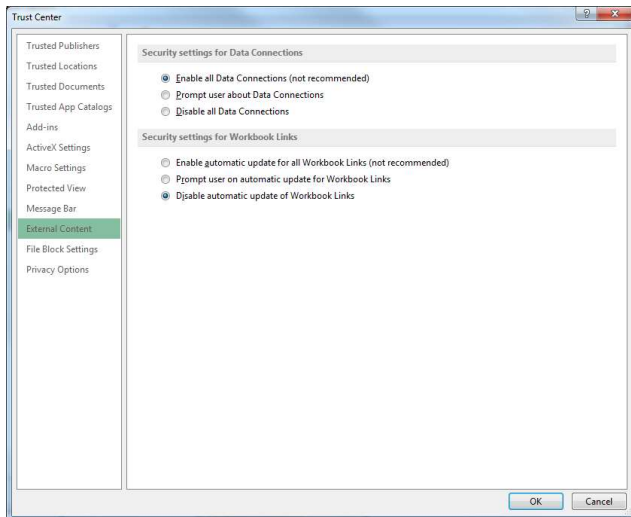 Trust Center
Trusted Publishers
Trusted Locations
Trusted Documents
Trusted App Catalogs
Add-ins
ActiveX Settings
Macro Settings
Protected View
Message Bar
External Content
File Block Settings
Privacy Options
Security settings for Data Connections
Enable all Data Connections (not recommended)
Prompt user about Data Connections
Disable all Data Connections
Security settings for Workbook Links
Enable automatic update for all Workbook Links (not recommended)
Prompt user on automatic update for Workbook Links
Disable automatic update of Workbook Links
OK Cancel